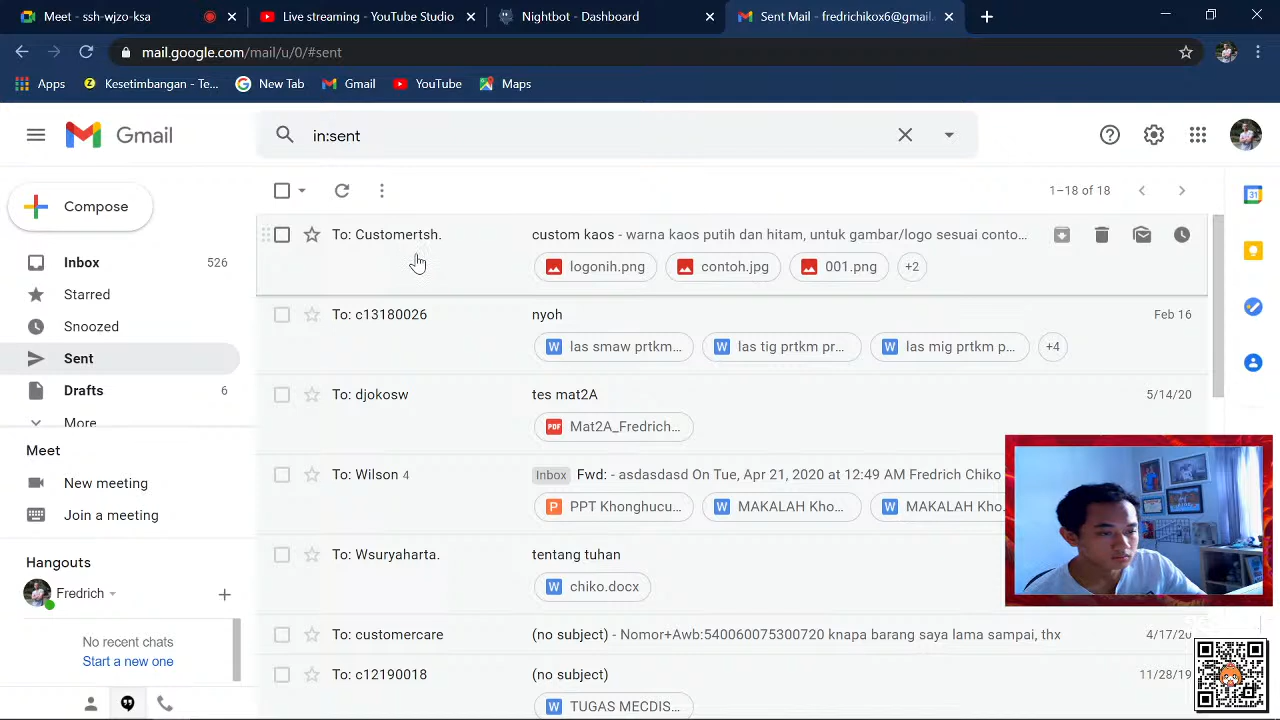 Meet - ssh-wjzo-ksa
Live streaming - YouTube Studio
Nightbot - Dashboard
Sent Mail - fredrichikox6@gmail.
mail.google.com/mail/u/0/#sent
Apps
Kesetimbangan - Te...
New Tab
Gmail
YouTube
Maps
Gmail
in:sent
Compose
1–18 of 18
Inbox 526
Starred
Snoozed
Sent
Drafts 6
More
Meet
New meeting
Join a meeting
Hangouts
Fredrich
No recent chats
Start a new one
To: Customertsh. custom kaos - warna kaos putih dan hitam, untuk gambar/logo sesuai conto...
logonih.png contoh.jpg 001.png +2
To: c13180026 nyoh Feb 16
las smaw prtkm... las tig prtkm pr... las mig prtkm p... +4
To: djokosw tes mat2A 5/14/20
PDF Mat2A_Fredrich...
To: Wilson 4 Inbox Fwd: - asdasdasd On Tue, Apr 21, 2020 at 12:49 AM Fredrich Chiko
PPT Khonghucu... MAKALAH Kho... MAKALAH Kho...
To: Wsuryaharta. tentang tuhan
chiko.docx
To: customercare (no subject) - Nomor+Awb:540060075300720 knapa barang saya lama sampai, thx 4/17/20
To: c12190018 (no subject) 11/28/19
TUGAS MECDIS...
31